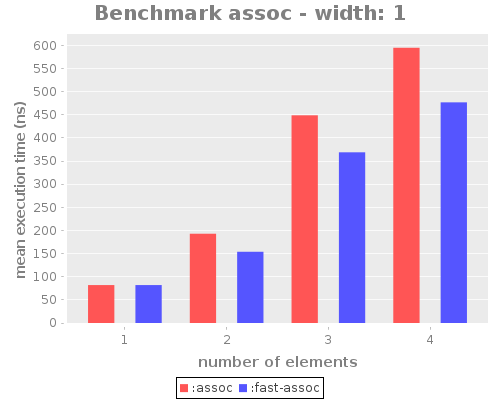 Benchmark assoc - width: 1
mean execution time (ns)
600
550
500
450
400
350
300
250
200
150
100
50
0
1 2 3 4
number of elements
:assoc :fast-assoc